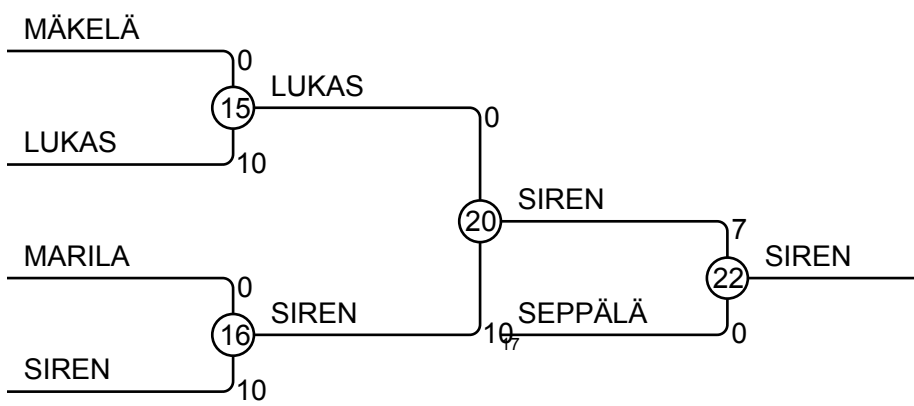 MÄKELÄ
0
15
LUKAS
LUKAS
10
0
20
SIREN
MARILA
0
16
SIREN
SIREN
10
10
17
SEPPÄLÄ
7
22
SIREN
0